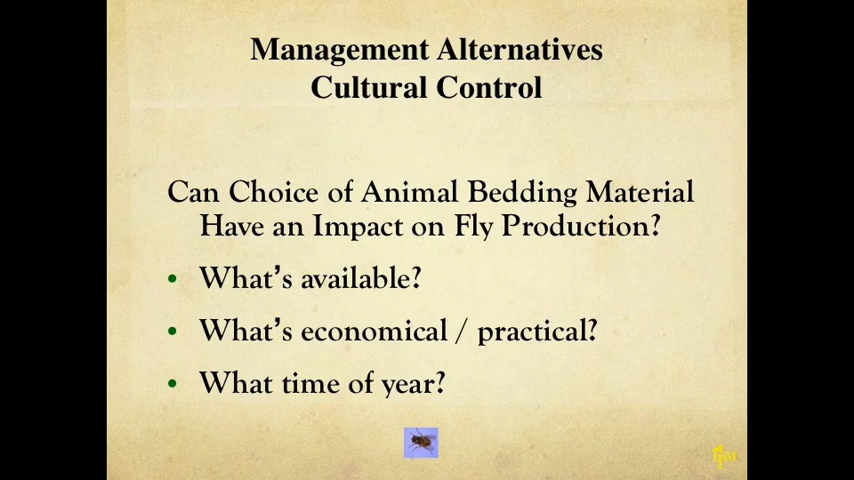 Management Alternatives
Cultural Control
Can Choice of Animal Bedding Material
Have an Impact on Fly Production?
• What's available?
• What's economical / practical?
• What time of year?